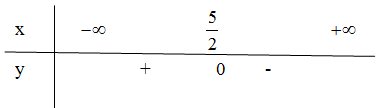 x −∞ 5/2 +∞
y + 0 -